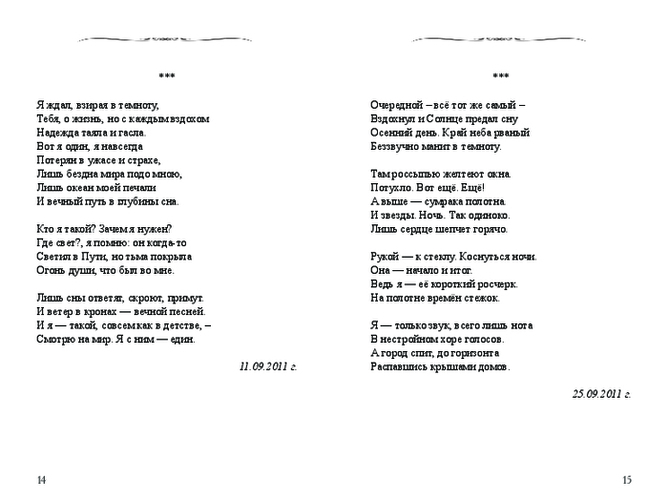 ***
Я ждал, взирая в темноту,
Тебя, о жизнь, но с каждым вздохом
Надежда таяла и гасла.
Вот я один, я навсегда
Потерян в ужасе и страхе,
Лишь бездна мира подо мною,
Лишь океан моей печали
И вечный путь в глубины сна.
Кто я такой? Зачем я нужен?
Где свет?, я помню: он когда-то
Светил в Пути, но тьма покрыла
Огонь души, что был во мне.
Лишь сны ответят, скроют, примут.
И ветер в кронах — вечной песней.
И я — такой, совсем как в детстве, –
Смотрю на мир. Я с ним — един.
11.09.2011 г.
14
***
Очередной – всё тот же самый –
Вздохнул и Солнце предал сну
Осенний день. Край неба рваный
Беззвучно манит в темноту.
Там россыпью желтеют окна.
Потухло. Вот ещё. Ещё!
А выше — сумрака полотна.
И звезды. Ночь. Так одиноко.
Лишь сердце шепчет горячо.
Рукой — к стеклу. Коснуться ночи.
Она — начало и итог.
Ведь я — её короткий росчерк.
На полотне времён стежок.
Я — только звук, всего лишь нота
В нестройном хоре голосов.
А город спит, до горизонта
Распавшись крышами домов.
25.09.2011 г.
15